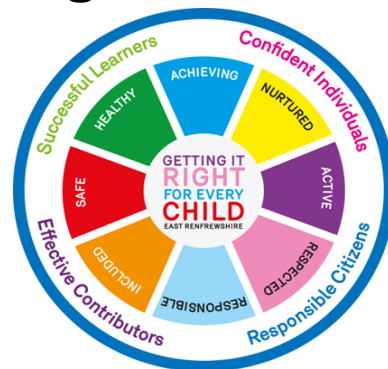 Successful Learners
Confident Individuals
Responsible Citizens
Effective Contributors
ACHIEVING
NURTURED
ACTIVE
RESPECTED
RESPONSIBLE
INCLUDED
SAFE
HEALTHY
GETTING IT
RIGHT
FOR EVERY
CHILD
EAST RENFREWSHIRE